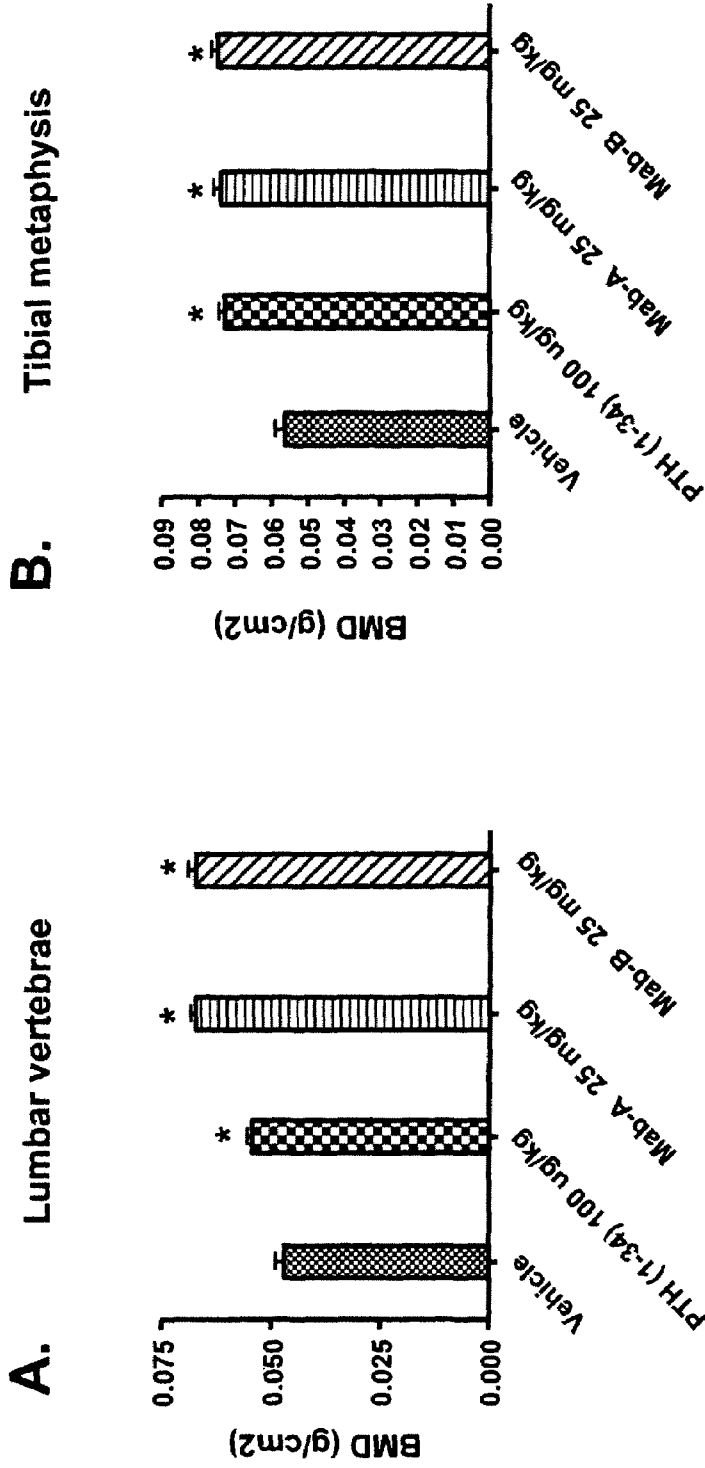 A.
Lumbar vertebrae
BMD (g/cm2)
0.075
0.050
0.025
0.000
*
*
*
Vehicle
PTH (1-34) 100 ug/kg
Mab-A 25 mg/kg
Mab-B 25 mg/kg
B.
Tibial metaphysis
BMD (g/cm2)
0.09
0.08
0.07
0.06
0.05
0.04
0.03
0.02
0.01
0.00
*
*
*
Vehicle
PTH (1-34) 100 ug/kg
Mab-A 25 mg/kg
Mab-B 25 mg/kg